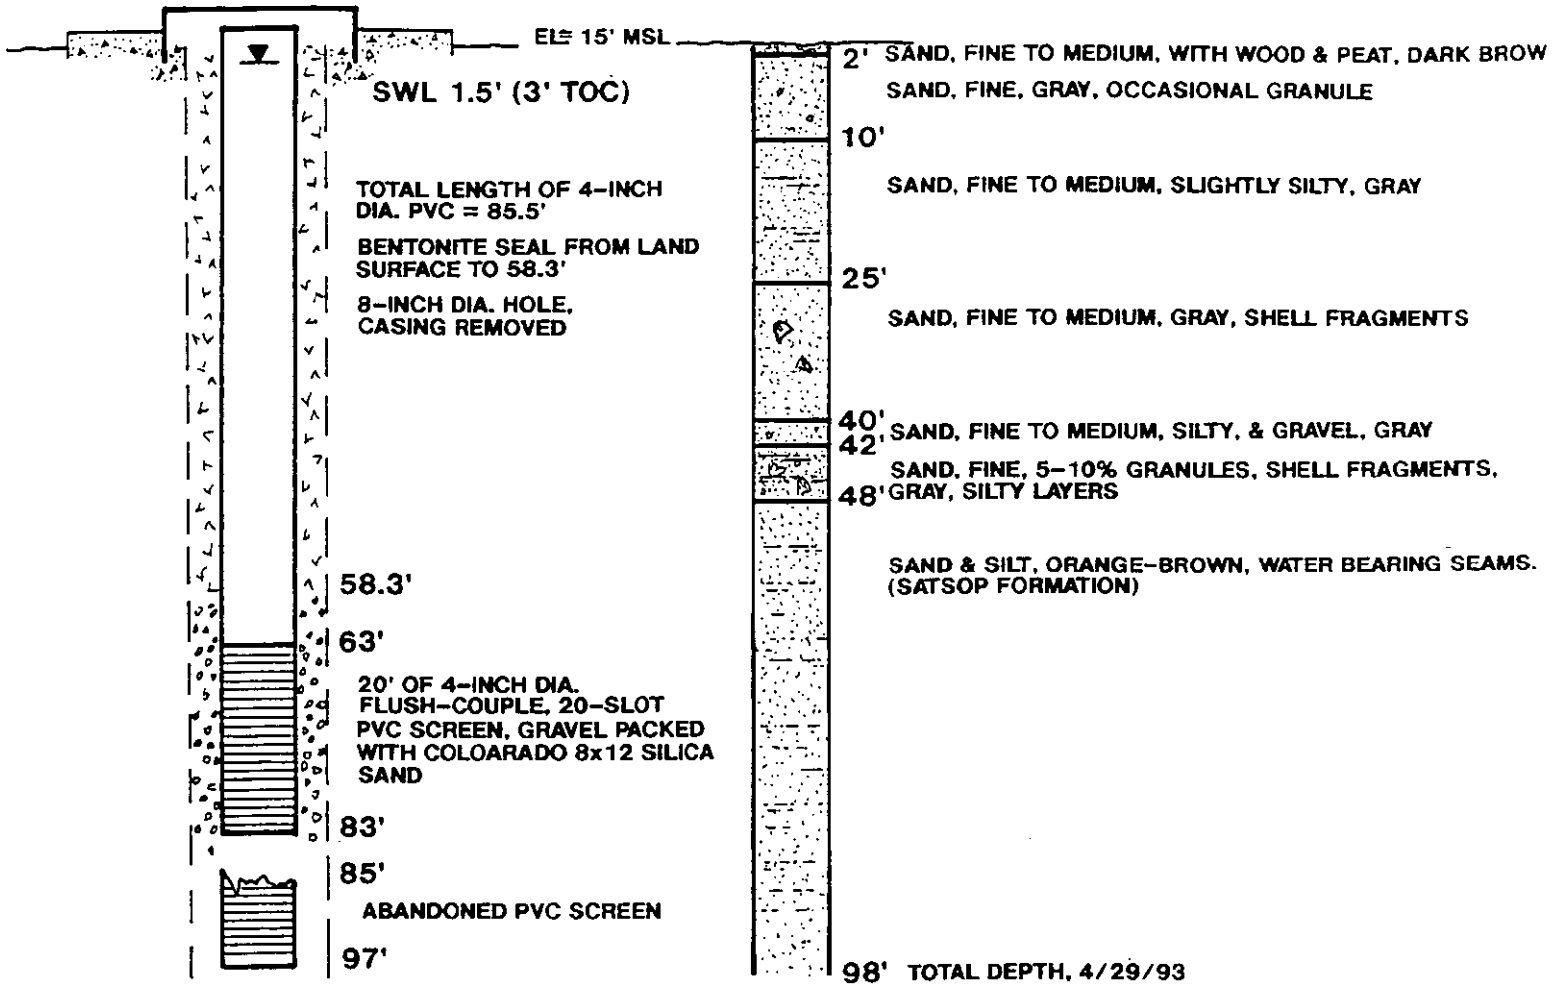 EL= 15' MSL
SWL 1.5' (3' TOC)
TOTAL LENGTH OF 4-INCH
DIA. PVC = 85.5'
BENTONITE SEAL FROM LAND
SURFACE TO 58.3'
8-INCH DIA. HOLE,
CASING REMOVED
58.3'
63'
20' OF 4-INCH DIA.
FLUSH-COUPLE, 20-SLOT
PVC SCREEN, GRAVEL PACKED
WITH COLOARADO 8x12 SILICA
SAND
83'
85'
ABANDONED PVC SCREEN
97'
2' SAND, FINE TO MEDIUM, WITH WOOD & PEAT, DARK BROW
SAND, FINE, GRAY, OCCASIONAL GRANULE
10'
SAND, FINE TO MEDIUM, SLIGHTLY SILTY, GRAY
25'
SAND, FINE TO MEDIUM, GRAY, SHELL FRAGMENTS
40'
SAND, FINE TO MEDIUM, SILTY, & GRAVEL, GRAY
42'
SAND, FINE, 5-10% GRANULES, SHELL FRAGMENTS,
48' GRAY, SILTY LAYERS
SAND & SILT, ORANGE-BROWN, WATER BEARING SEAMS.
(SATSOP FORMATION)
98' TOTAL DEPTH, 4/29/93